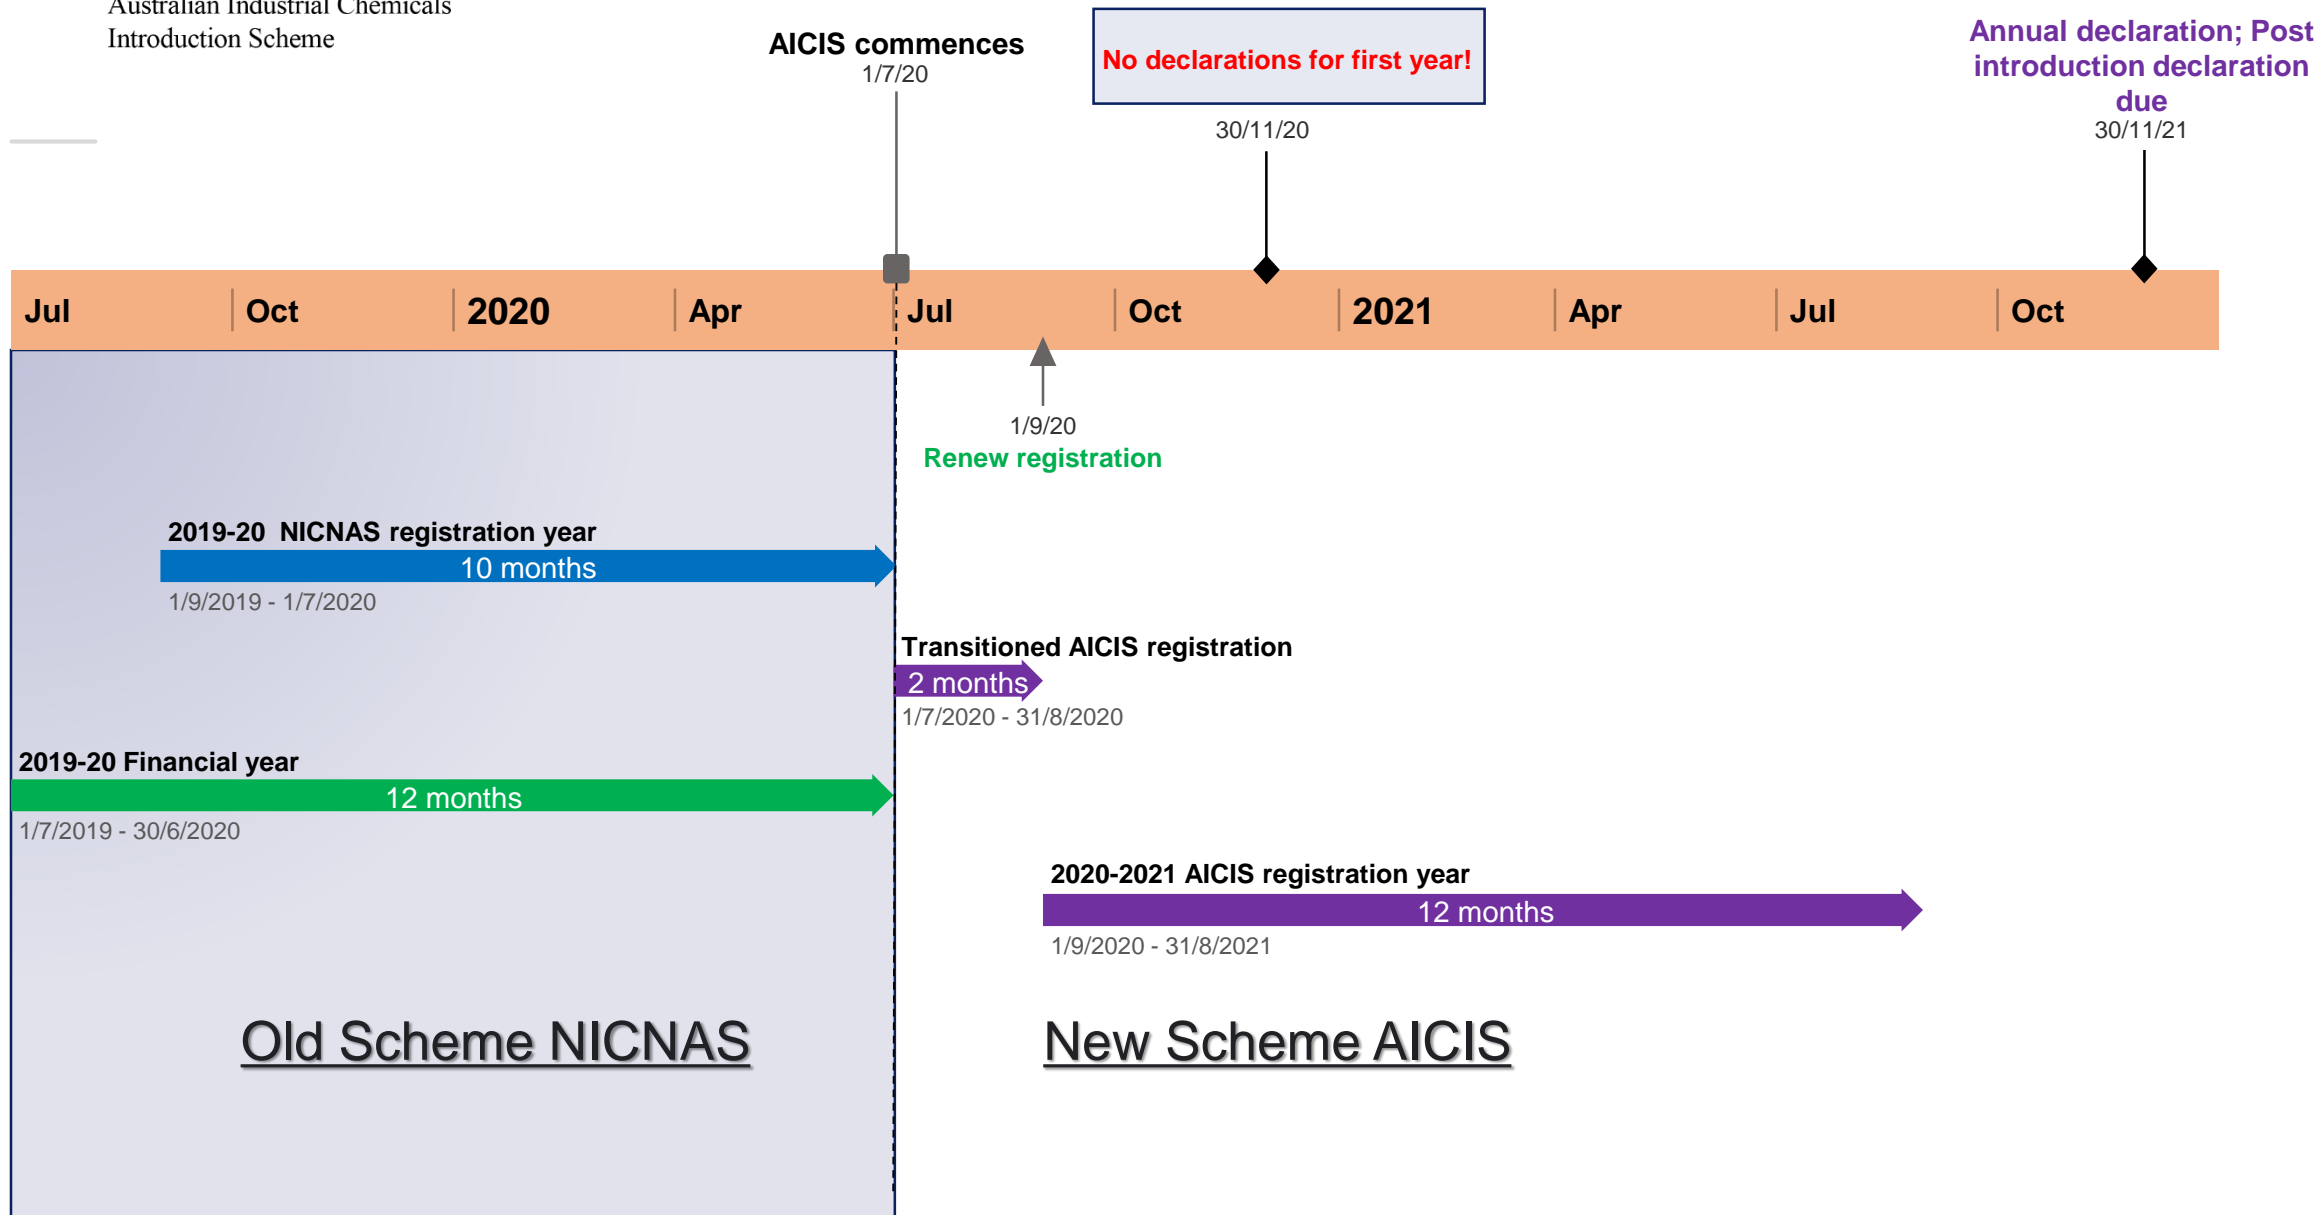 Australian Industrial Chemicals
Introduction Scheme
AICIS commences
1/7/20
No declarations for first year!
30/11/20
Annual declaration; Post
introduction declaration
due
30/11/21
Jul Oct 2020 Apr Jul Oct 2021 Apr Jul Oct
1/9/20
Renew registration
2019-20 NICNAS registration year
10 months
1/9/2019 - 1/7/2020
Transitioned AICIS registration
2 months
1/7/2020 - 31/8/2020
2019-20 Financial year
12 months
1/7/2019 - 30/6/2020
2020-2021 AICIS registration year
12 months
1/9/2020 - 31/8/2021
Old Scheme NICNAS
New Scheme AICIS